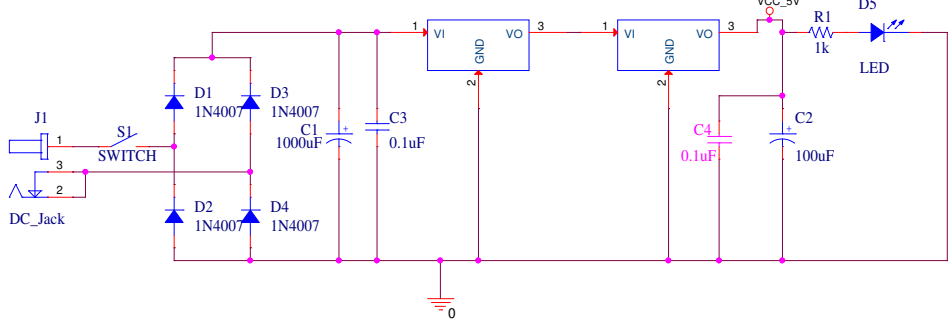 VCC_5V
D5
R1
1k
LED
1
VI
VO
3
GND
2
1
VI
VO
3
GND
2
D1
1N4007
D3
1N4007
C1
1000uF
C3
0.1uF
J1
1
S1
SWITCH
3
2
DC_Jack
D2
1N4007
D4
1N4007
C4
0.1uF
C2
100uF
0